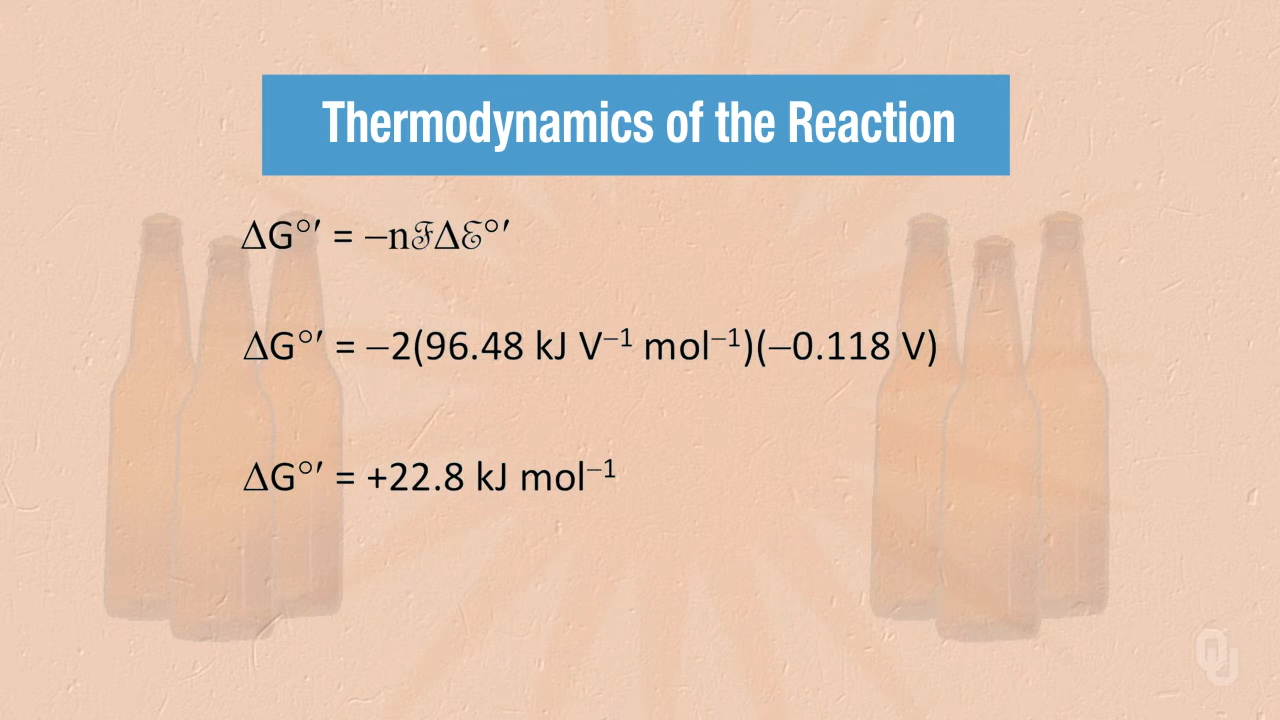 Thermodynamics of the Reaction
ΔG°′ = −nℱΔℰ°′
ΔG°′ = −2(96.48 kJ V⁻¹ mol⁻¹)(−0.118 V)
ΔG°′ = +22.8 kJ mol⁻¹
OU